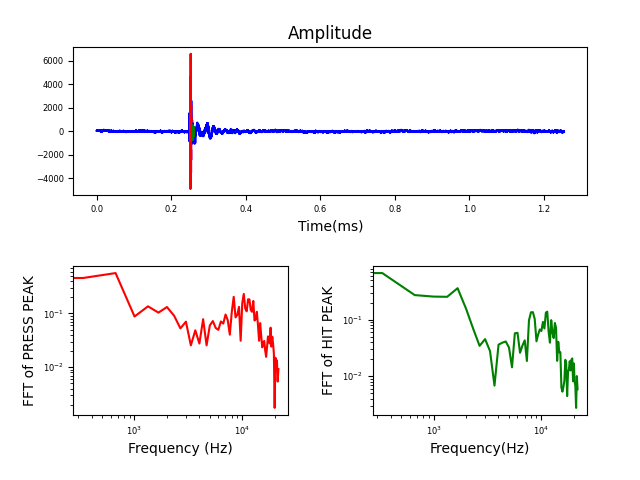 Amplitude
6000
4000
2000
0
−2000
−4000
0.0 0.2 0.4 0.6 0.8 1.0 1.2
Time(ms)
FFT of PRESS PEAK
10⁻¹
10⁻²
10³ 10⁴
Frequency (Hz)
FFT of HIT PEAK
10⁻¹
10⁻²
10³ 10⁴
Frequency(Hz)